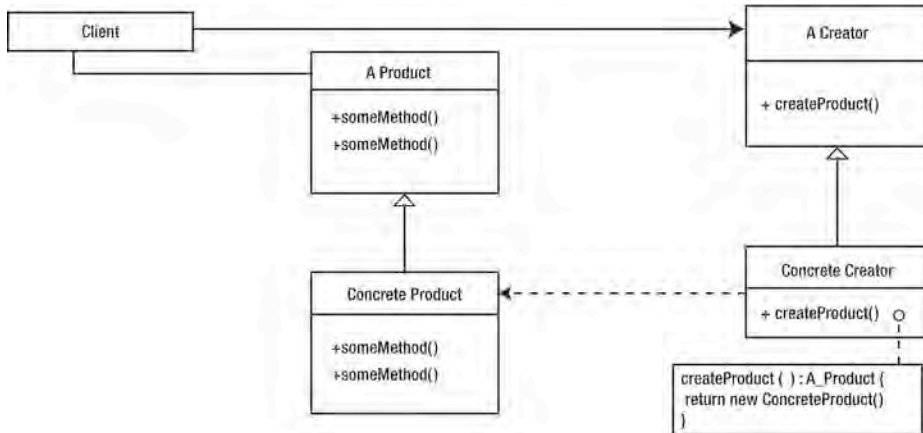 Client
A Creator
+ createProduct()
A Product
+someMethod()
+someMethod()
Concrete Product
+someMethod()
+someMethod()
Concrete Creator
+ createProduct()
createProduct ( ) : A_Product {
return new ConcreteProduct()
}